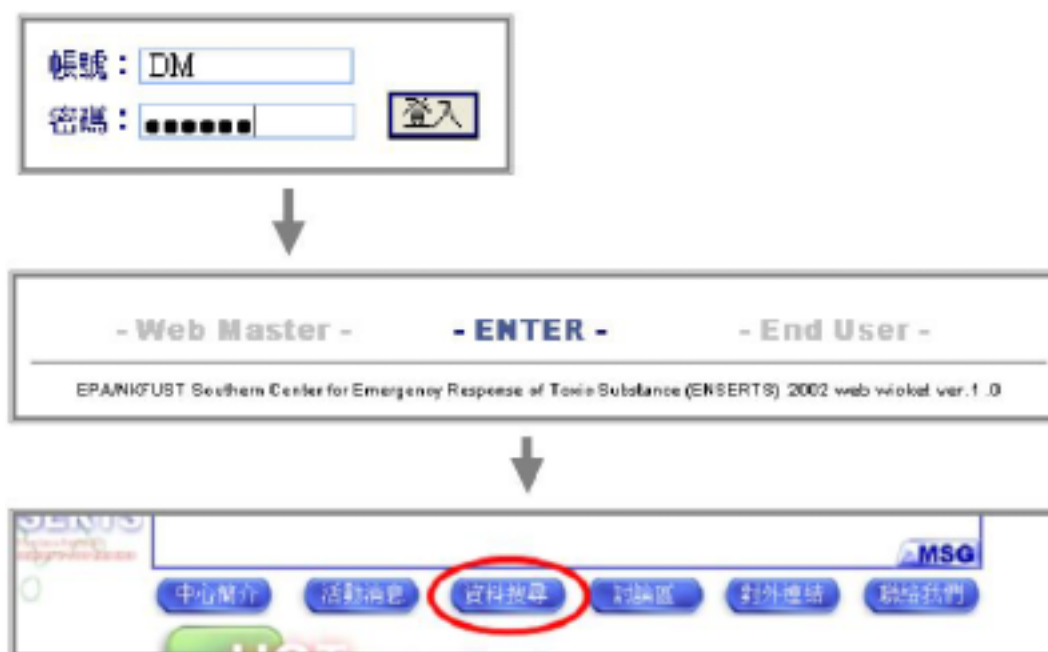 帳號：DM
密碼：●●●●●● 登入
- Web Master - - ENTER - - End User -
EPA/NKFUST Southern Center for Emergency Response of Toxic Substance (ENSERTS) 2002 web wicket ver.1.0
MSG
中心簡介 活動消息 資料搜尋 討論區 對外連結 聯絡我們